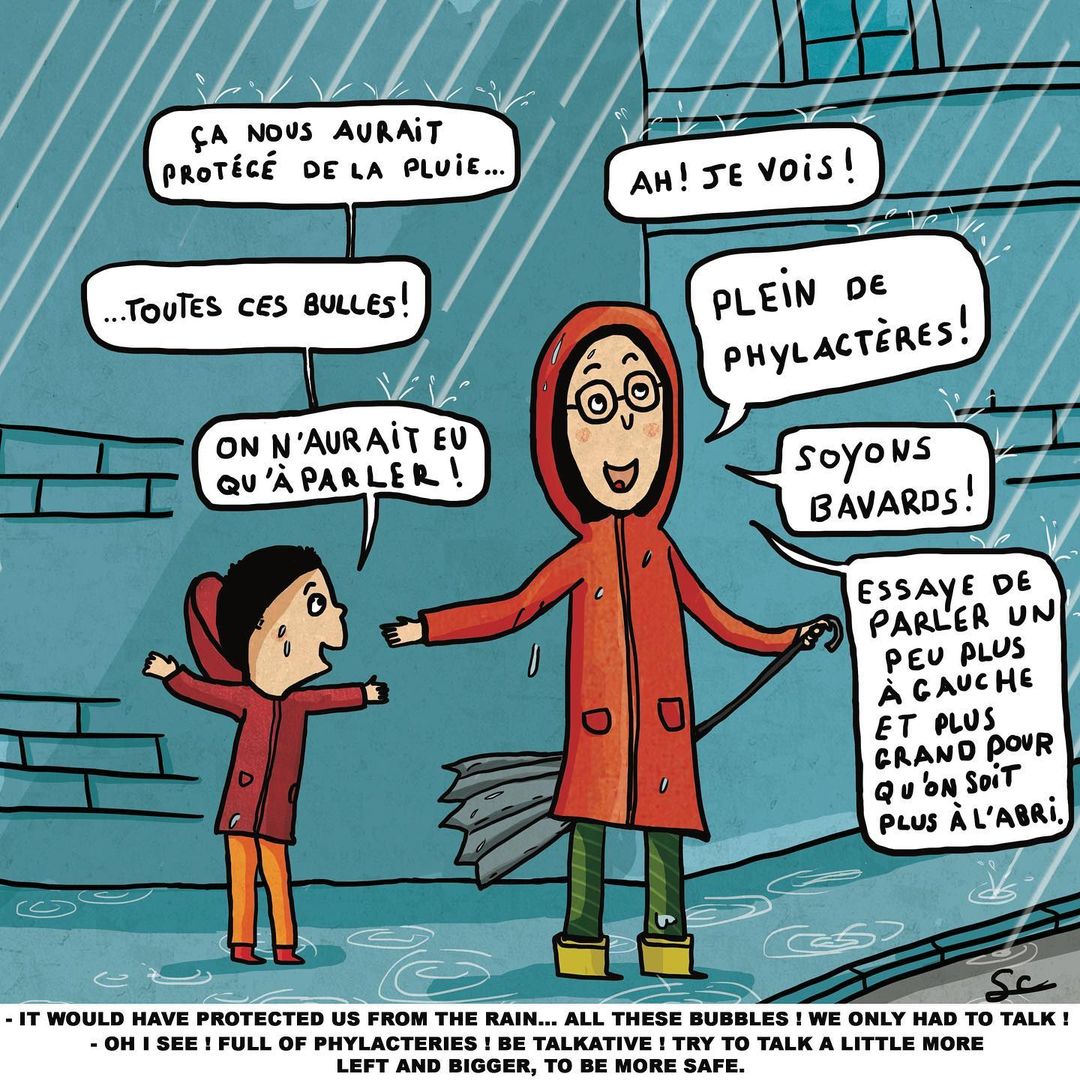 ÇA NOUS AURAIT
PROTÉGÉ DE LA PLUIE...
...TOUTES CES BULLES!
ON N'AURAIT EU
QU'À PARLER!
AH! JE VOIS!
PLEIN DE
PHYLACTÈRES!
SOYONS
BAVARDS!
ESSAYE DE
PARLER UN
PEU PLUS
À GAUCHE
ET PLUS
GRAND POUR
QU'ON SOIT
PLUS À L'ABRI.
SC
- IT WOULD HAVE PROTECTED US FROM THE RAIN... ALL THESE BUBBLES ! WE ONLY HAD TO TALK !
- OH I SEE ! FULL OF PHYLACTERIES ! BE TALKATIVE ! TRY TO TALK A LITTLE MORE
LEFT AND BIGGER, TO BE MORE SAFE.